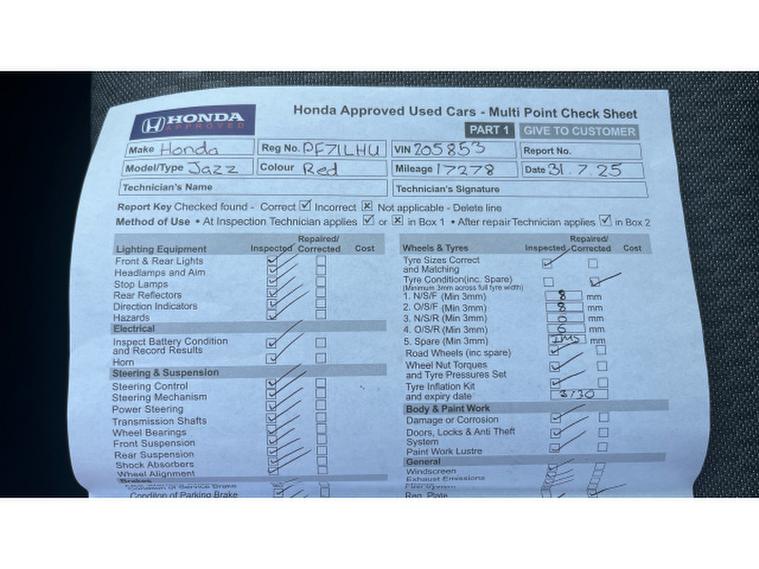 HONDA
APPROVED
Honda Approved Used Cars - Multi Point Check Sheet
PART 1 GIVE TO CUSTOMER
Make Honda Reg No. PF71LHU VIN 205853 Report No.
Model/Type Jazz Colour Red Mileage 17278 Date 31.7.25
Technician's Name Technician's Signature
Report Key Checked found - Correct ☑ Incorrect ☒ Not applicable - Delete line
Method of Use • At Inspection Technician applies ☑ or ☒ in Box 1 • After repair Technician applies ☑ in Box 2
Lighting Equipment Inspected Repaired/ Corrected Cost
Front & Rear Lights
Headlamps and Aim
Stop Lamps
Rear Reflectors
Direction Indicators
Hazards
Electrical
Inspect Battery Condition
and Record Results
Horn
Steering & Suspension
Steering Control
Steering Mechanism
Power Steering
Transmission Shafts
Wheel Bearings
Front Suspension
Rear Suspension
Shock Absorbers
Wheel Alignment
Brakes
Condition of Service Brake
Condition of Parking Brake
Wheels & Tyres Inspected Repaired/ Corrected Cost
Tyre Sizes Correct
and Matching
Tyre Condition(inc. Spare)
(Minimum 3mm across full tyre width)
1. N/S/F (Min 3mm) 8 mm
2. O/S/F (Min 3mm) 8 mm
3. N/S/R (Min 3mm) mm
4. O/S/R (Min 3mm) 6 mm
5. Spare (Min 3mm) mm
Road Wheels (inc spare)
Wheel Nut Torques
and Tyre Pressures Set
Tyre Inflation Kit
and expiry date /30
Body & Paint Work
Damage or Corrosion
Doors, Locks & Anti Theft
System
Paint Work Lustre
General
Windscreen
Exhaust Emissions
Reg. Plate